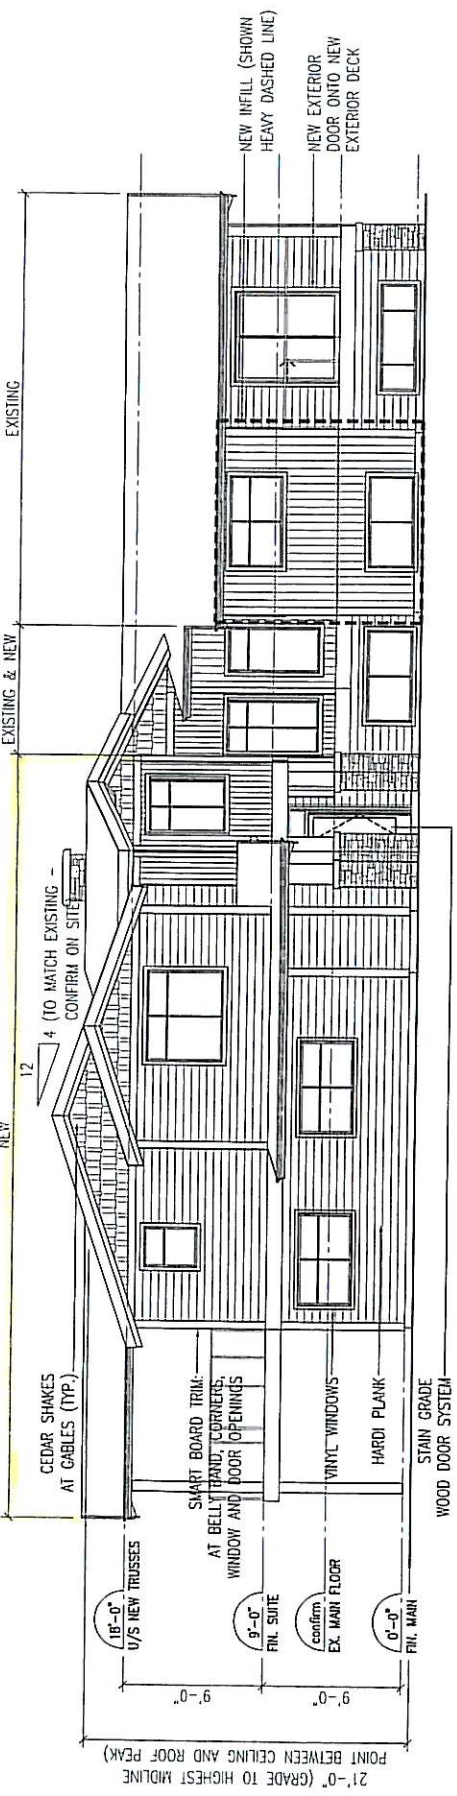 NEW
EXISTING & NEW
EXISTING
12
4 (TO MATCH EXISTING -
CONFIRM ON SITE)
CEDAR SHAKES
AT GABLES (TYP.)
NEW INFILL (SHOWN
HEAVY DASHED LINE)
NEW EXTERIOR
DOOR ONTO NEW
EXTERIOR DECK
18'-0"
U/S NEW TRUSSES
SMART BOARD TRIM:
AT BELLY BAND, CORNERS,
WINDOW AND DOOR OPENINGS
9'-0"
FIN. SUITE
VINYL WINDOWS
confirm
EX. MAIN FLOOR
HARDI PLANK
0'-0"
FIN. MAIN
STAIN GRADE
WOOD DOOR SYSTEM
9'-0"
9'-0"
21'-0" (GRADE TO HIGHEST MIDLINE
POINT BETWEEN CEILING AND ROOF PEAK)